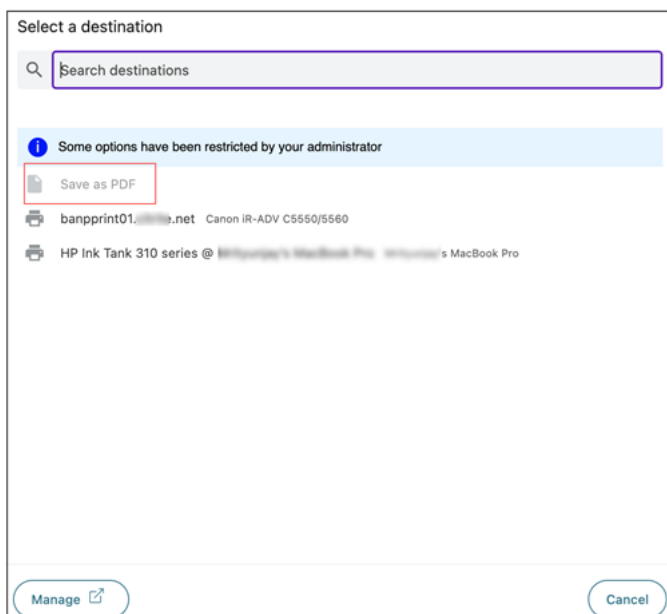 Select a destination
Search destinations
Some options have been restricted by your administrator
Save as PDF
banpprint01. .net Canon iR-ADV C5550/5560
HP Ink Tank 310 series @ 's MacBook Pro
Manage
Cancel